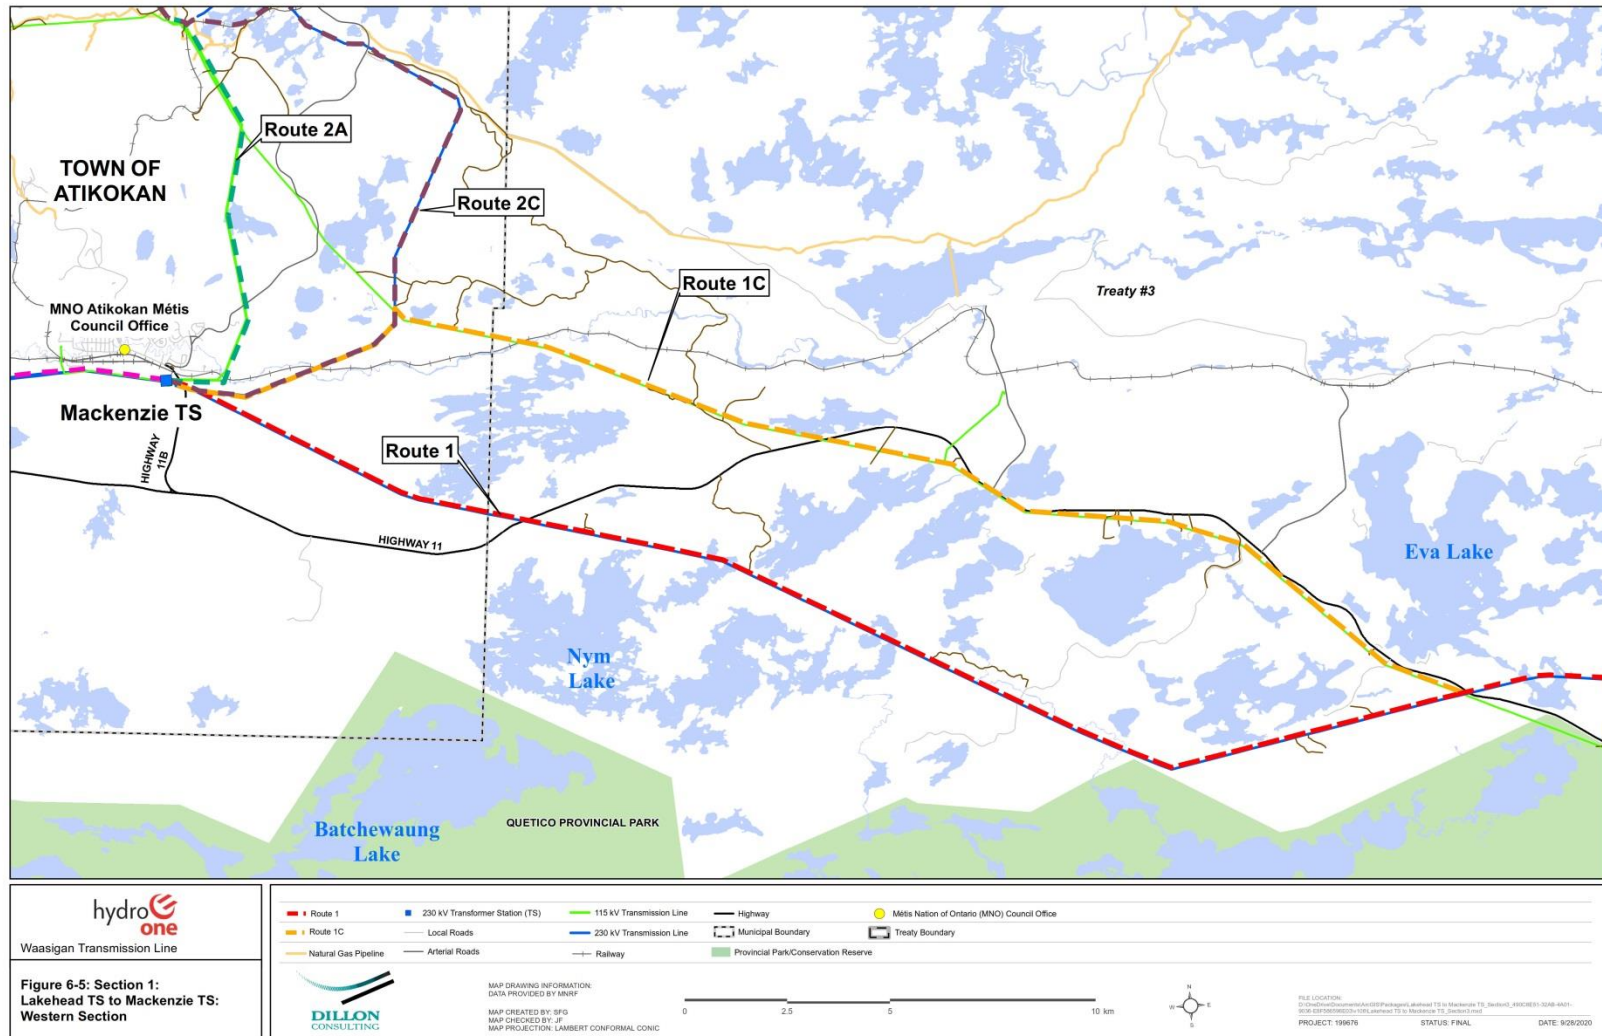 Route 2A
TOWN OF
ATIKOKAN
Route 2C
Route 1C
Treaty #3
MNO Atikokan Métis
Council Office
Mackenzie TS
HIGHWAY
11B
Route 1
HIGHWAY 11
Eva Lake
Nym
Lake
QUETICO PROVINCIAL PARK
Batchewaung
Lake
hydro
one
Waasigan Transmission Line
Figure 6-5: Section 1:
Lakehead TS to Mackenzie TS:
Western Section
Route 1
230 kV Transformer Station (TS)
115 kV Transmission Line
Highway
Métis Nation of Ontario (MNO) Council Office
Route 1C
Local Roads
230 kV Transmission Line
Municipal Boundary
Treaty Boundary
Natural Gas Pipeline
Arterial Roads
Railway
Provincial Park/Conservation Reserve
DILLON
CONSULTING
MAP DRAWING INFORMATION:
DATA PROVIDED BY MNRF
MAP CREATED BY: SFG
MAP CHECKED BY: JF
MAP PROJECTION: LAMBERT CONFORMAL CONIC
0 2.5 5 10 km
N
W E
S
FILE LOCATION:
PROJECT: 199676 STATUS: FINAL DATE: 9/28/2020